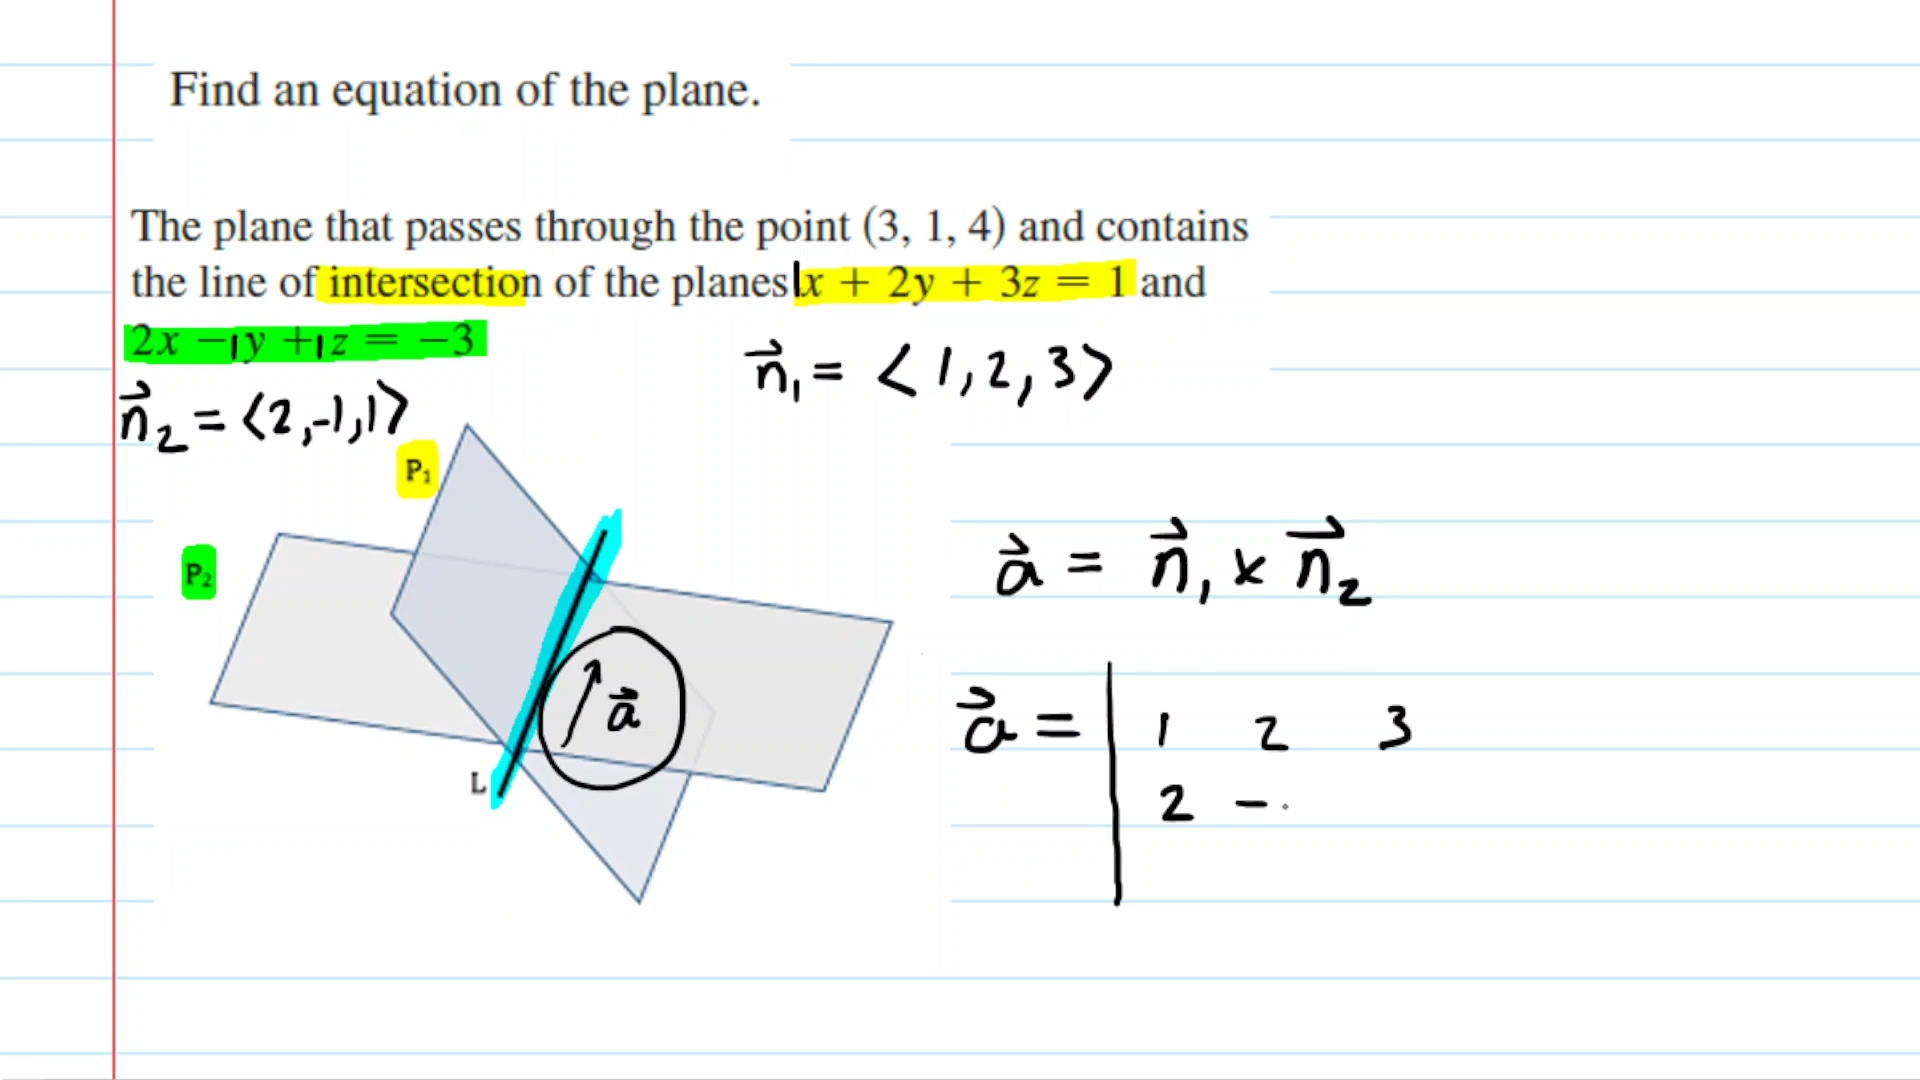 Find an equation of the plane.
The plane that passes through the point (3, 1, 4) and contains
the line of intersection of the planes 1x + 2y + 3z = 1 and
2x − 1y + 1z = −3
n⃗₁ = ⟨1, 2, 3⟩
n⃗₂ = ⟨2, -1, 1⟩
P₁
P₂
a⃗
L
a⃗ = n⃗₁ × n⃗₂
a⃗ = | 1 2 3
2 -